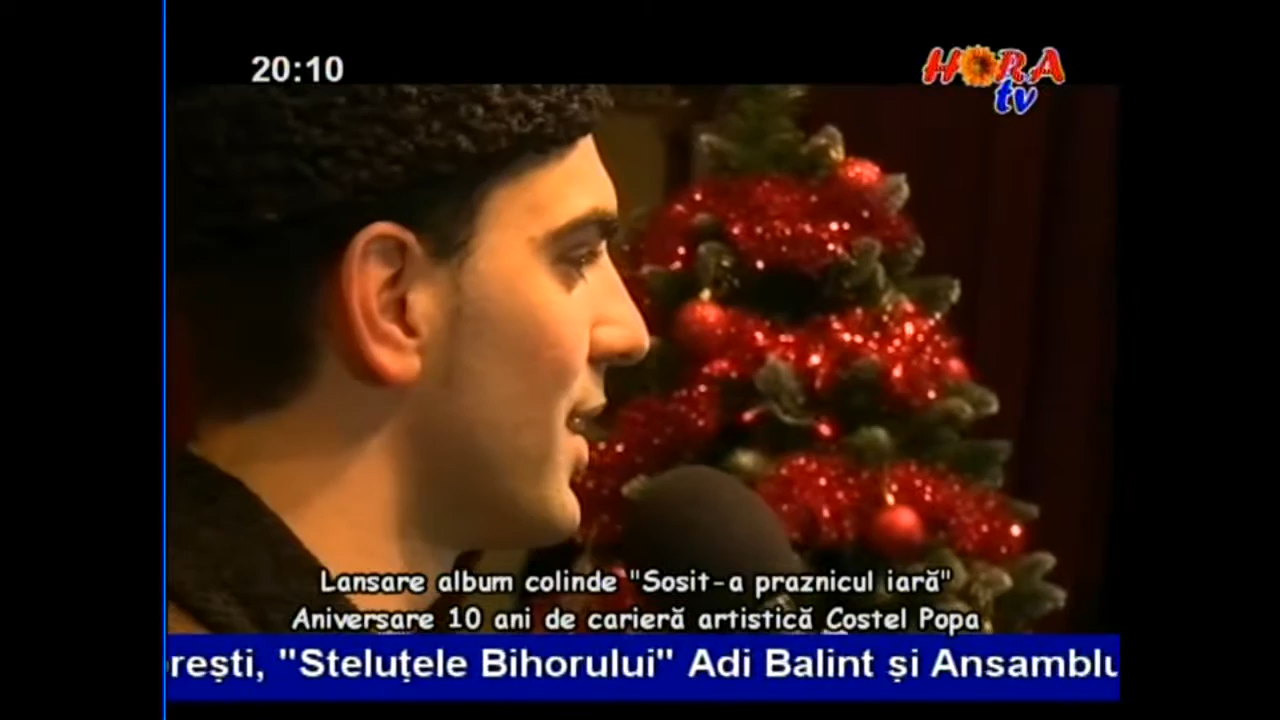 20:10
HORA
tv
Lansare album colinde "Sosit-a praznicul iară"
Aniversare 10 ani de carieră artistică Costel Popa
rești, "Steluțele Bihorului" Adi Balint și Ansamblu